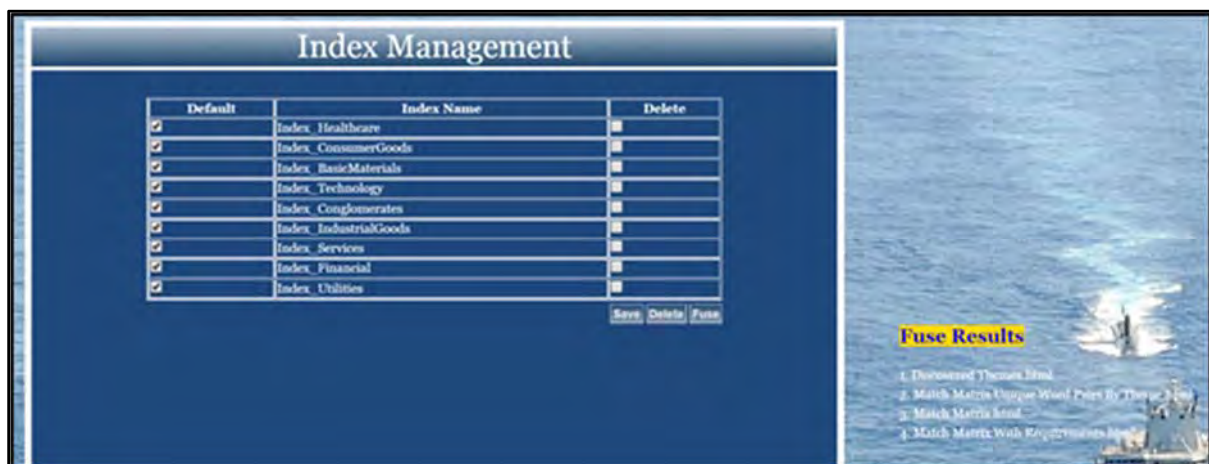 Index Management
Default Index Name Delete
Index_Healthcare
Index_ConsumerGoods
Index_BasicMaterials
Index_Technology
Index_Conglomerates
Index_IndustrialGoods
Index_Services
Index_Financial
Index_Utilities
Save Delete Fuse
Fuse Results
1. Discovered Themes.html
2. Match Matrix Unique Word Pairs By Theme.html
3. Match Matrix.html
4. Match Matrix With Requirements.html